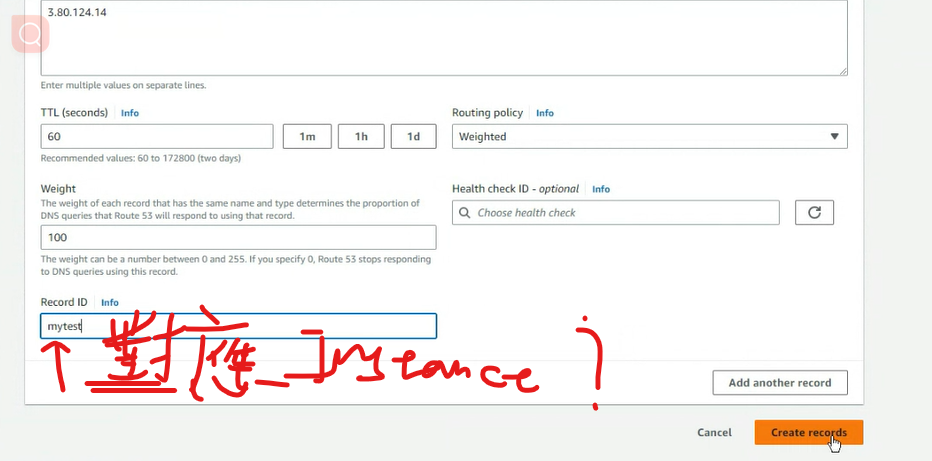 3.80.124.14
Enter multiple values on separate lines.
TTL (seconds) Info
60 1m 1h 1d
Recommended values: 60 to 172800 (two days)
Routing policy Info
Weighted
Weight
The weight of each record that has the same name and type determines the proportion of
DNS queries that Route 53 will respond to using that record.
100
The weight can be a number between 0 and 255. If you specify 0, Route 53 stops responding
to DNS queries using this record.
Health check ID - optional Info
Choose health check
Record ID Info
mytest
↑ 對應 Instance ?
Add another record
Cancel Create records